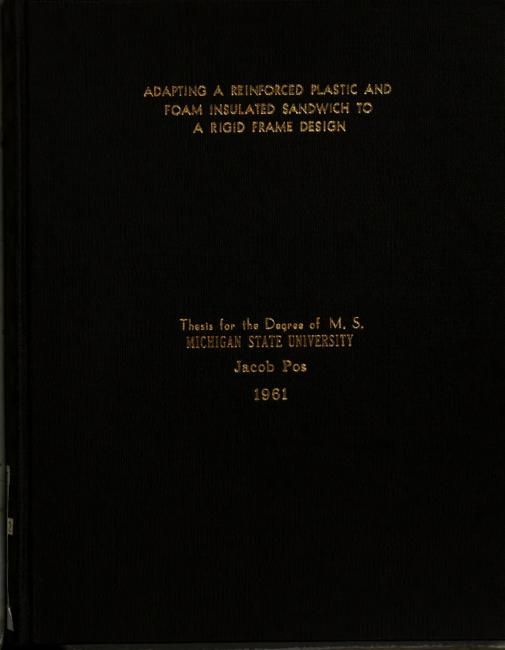 ADAPTING A REINFORCED PLASTIC AND
FOAM INSULATED SANDWICH TO
A RIGID FRAME DESIGN
Thesis for the Degree of M. S.
MICHIGAN STATE UNIVERSITY
Jacob Pos
1961